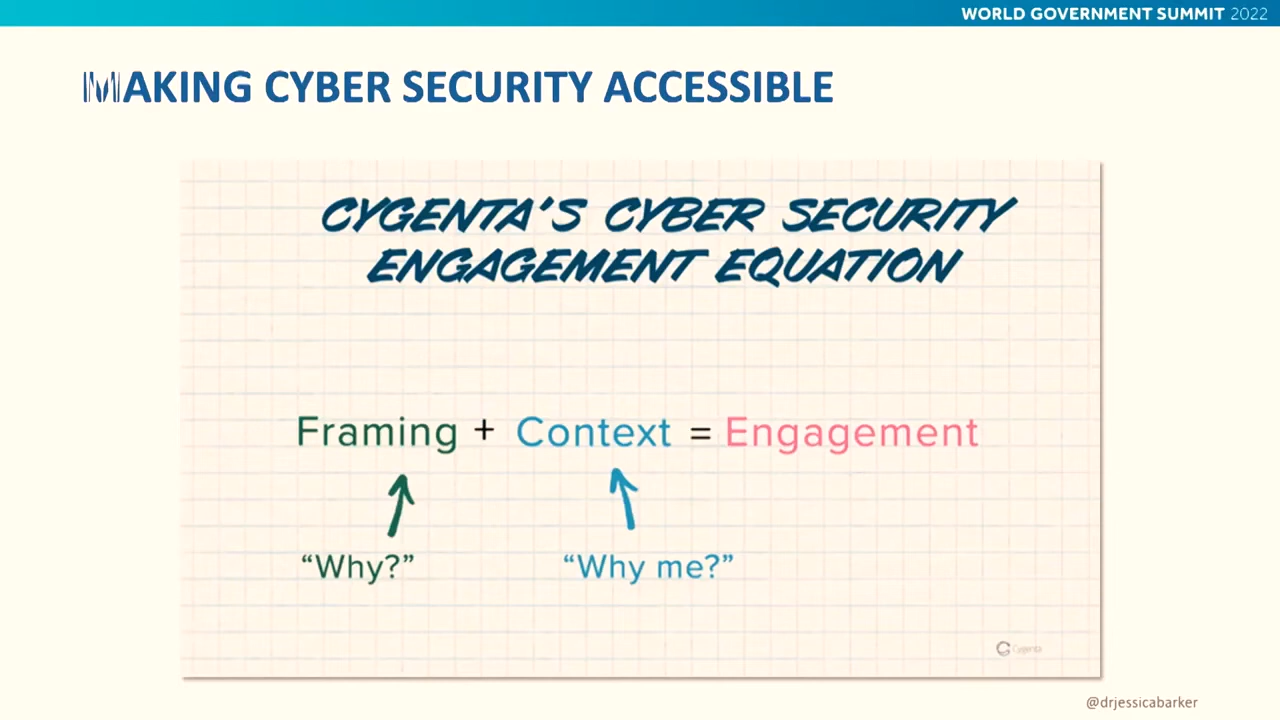 WORLD GOVERNMENT SUMMIT 2022
MAKING CYBER SECURITY ACCESSIBLE
CYGENTA'S CYBER SECURITY
ENGAGEMENT EQUATION
Framing + Context = Engagement
“Why?” “Why me?”
Cygenta
@drjessicabarker